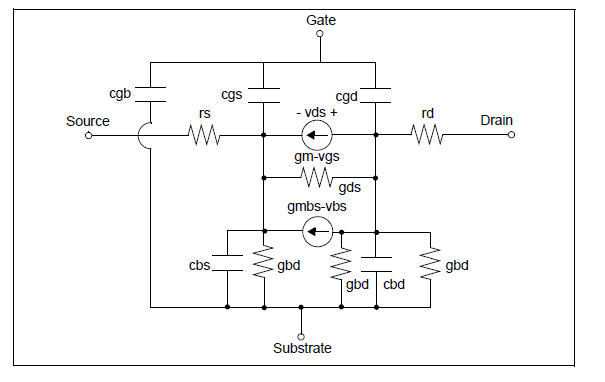 Gate
cgb
cgs
cgd
Source
rs
- vds +
rd
Drain
gm-vgs
gds
gmbs-vbs
cbs
gbd
gbd
cbd
gbd
Substrate